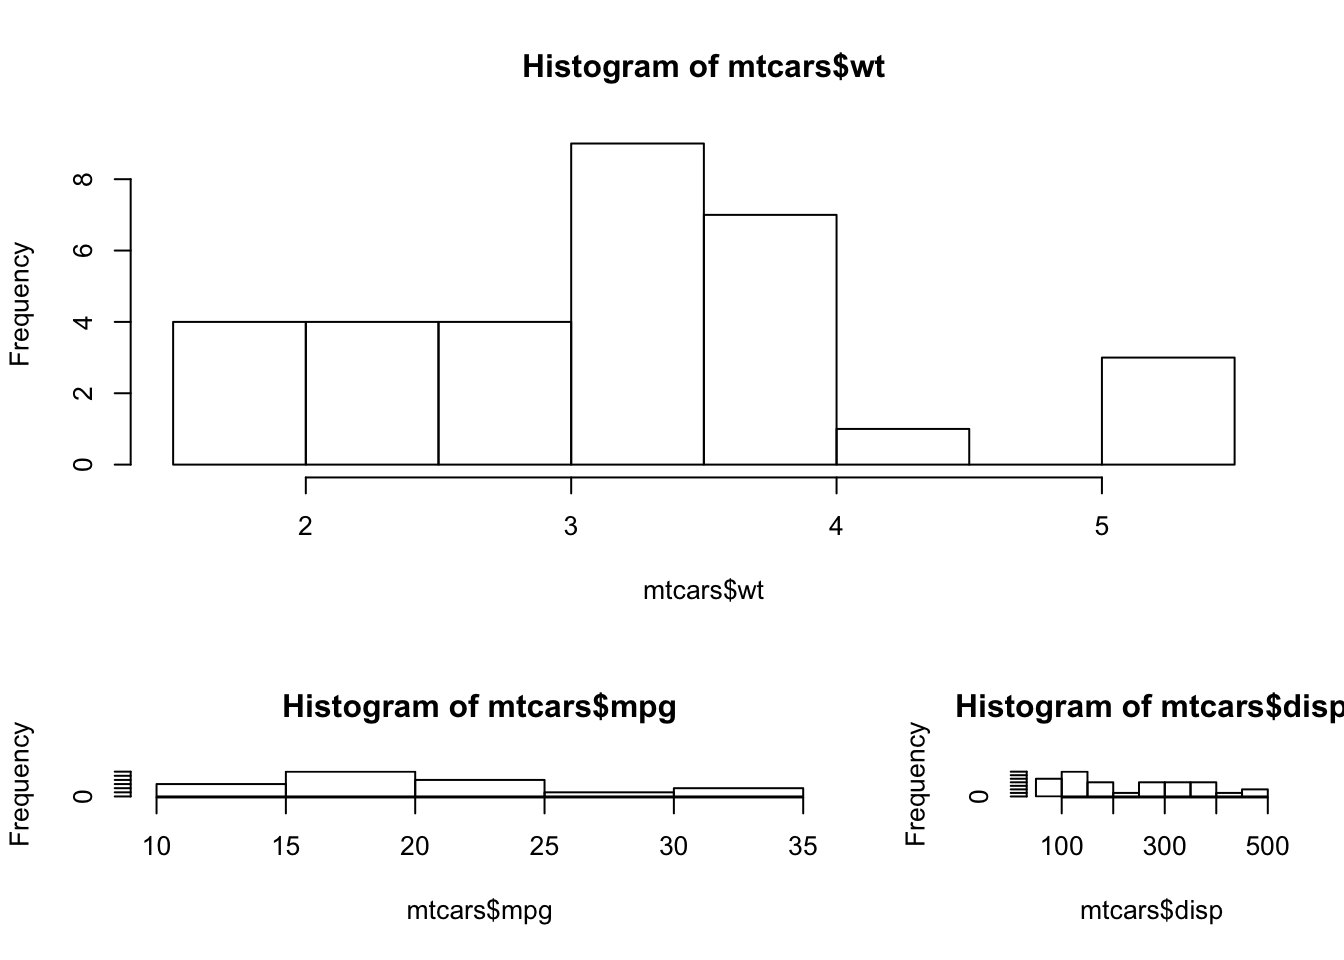 Histogram of mtcars$wt
Frequency
8
6
4
2
0
2 3 4 5
mtcars$wt
Histogram of mtcars$mpg
Frequency
0
10 15 20 25 30 35
mtcars$mpg
Histogram of mtcars$disp
Frequency
0
100 300 500
mtcars$disp